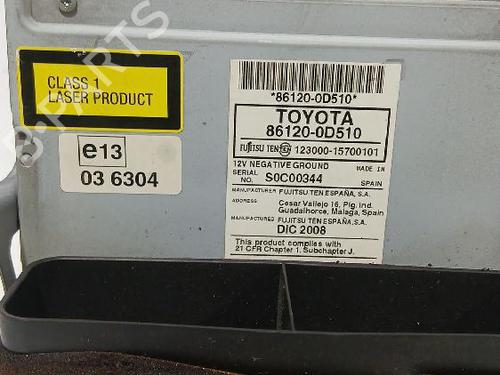 CLASS 1
LASER PRODUCT
e13
03 6304
*86120-0D510*
TOYOTA
86120-0D510
FUJITSU TEN 123000-15700101
12V NEGATIVE GROUND MADE IN
SERIAL NO. S0C00344 SPAIN
MANUFACTURER FUJITSU TEN ESPAÑA, S.A.
ADDRESS Cesar Vallejo 16, Plg. Ind.
Guadalhorce, Malaga, Spain
MANUFACTURED FUJITSU TEN ESPAÑA, S.A.
DIC 2008
This product complies with
21 CFR Chapter 1, Subchapter J.